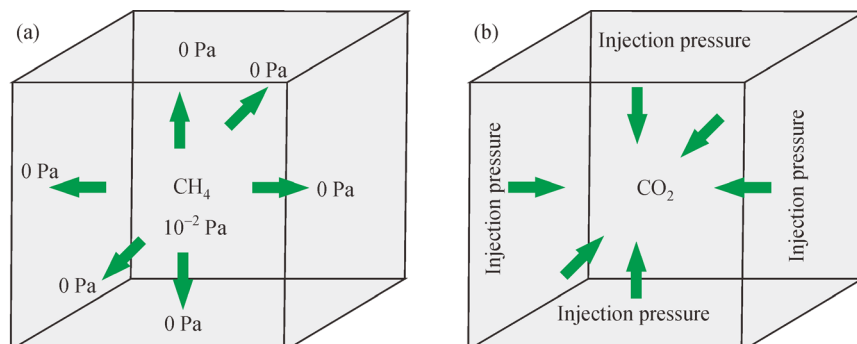 (a)
0 Pa
0 Pa
0 Pa
CH₄
0 Pa
10⁻² Pa
0 Pa
0 Pa
(b)
Injection pressure
Injection pressure
CO₂
Injection pressure
Injection pressure